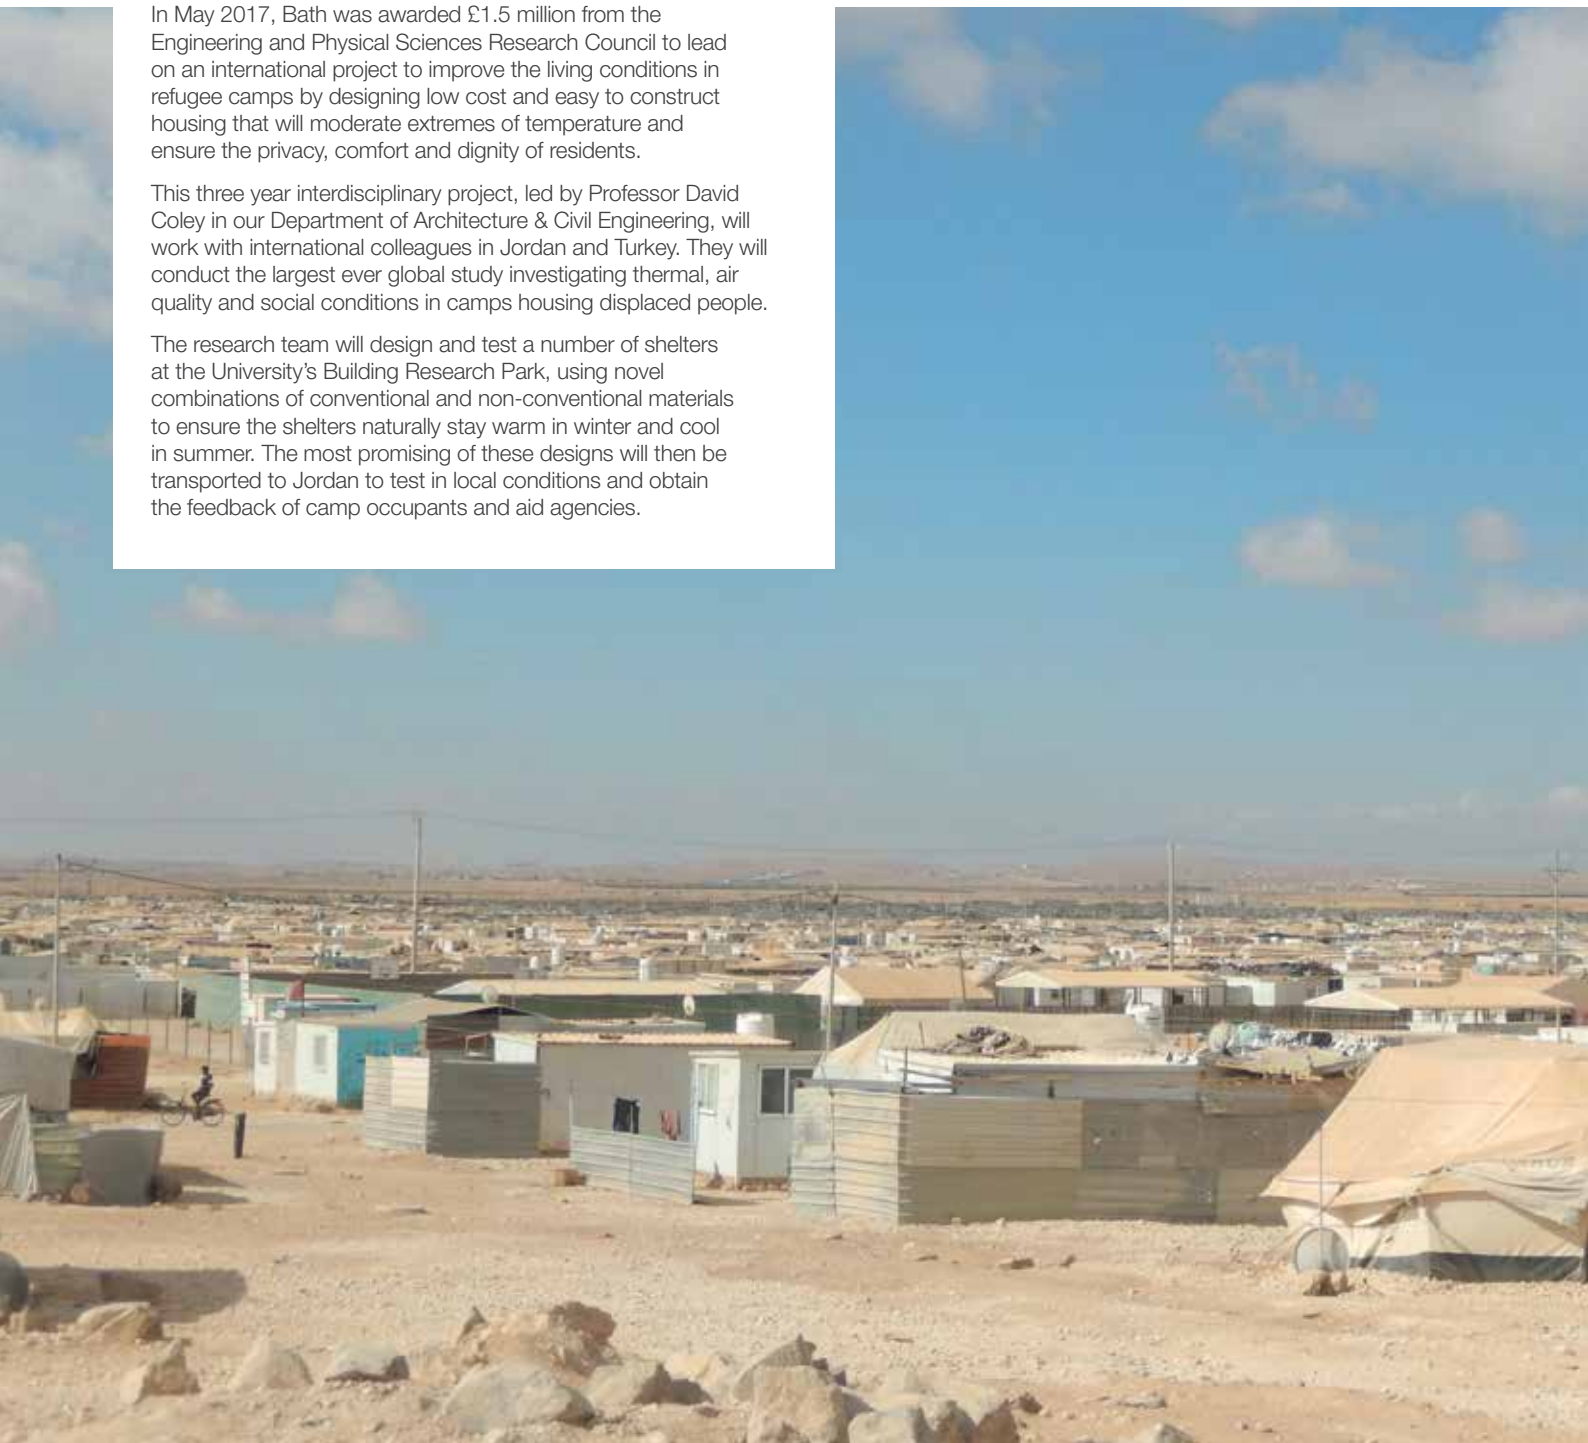 In May 2017, Bath was awarded £1.5 million from the
Engineering and Physical Sciences Research Council to lead
on an international project to improve the living conditions in
refugee camps by designing low cost and easy to construct
housing that will moderate extremes of temperature and
ensure the privacy, comfort and dignity of residents.
This three year interdisciplinary project, led by Professor David
Coley in our Department of Architecture & Civil Engineering, will
work with international colleagues in Jordan and Turkey. They will
conduct the largest ever global study investigating thermal, air
quality and social conditions in camps housing displaced people.
The research team will design and test a number of shelters
at the University's Building Research Park, using novel
combinations of conventional and non-conventional materials
to ensure the shelters naturally stay warm in winter and cool
in summer. The most promising of these designs will then be
transported to Jordan to test in local conditions and obtain
the feedback of camp occupants and aid agencies.